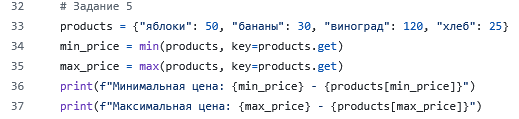 32 # Задание 5
33 products = {"яблоки": 50, "бананы": 30, "виноград": 120, "хлеб": 25}
34 min_price = min(products, key=products.get)
35 max_price = max(products, key=products.get)
36 print(f"Минимальная цена: {min_price} - {products[min_price]}")
37 print(f"Максимальная цена: {max_price} - {products[max_price]}")